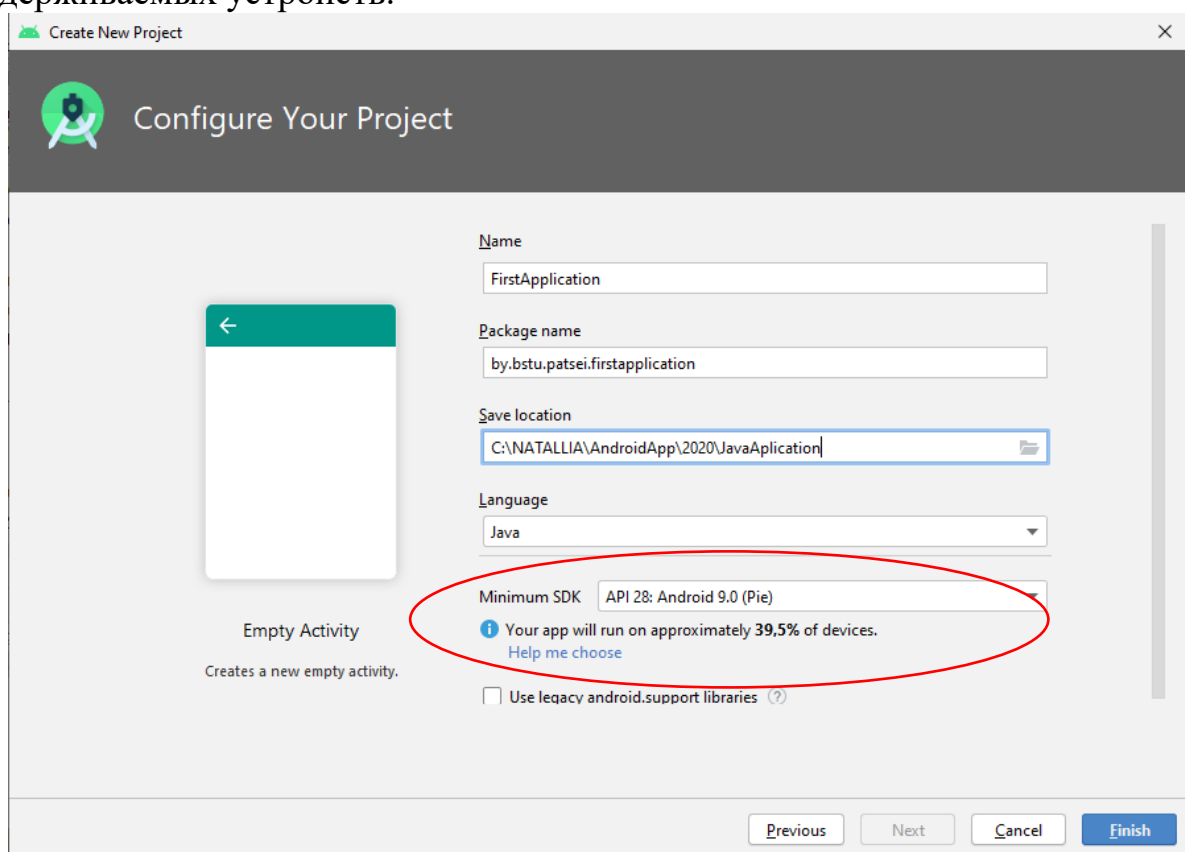 держиваемых устройств.
Create New Project
Configure Your Project
Name
FirstApplication
Package name
by.bstu.patsei.firstapplication
Save location
C:\NATALLIA\AndroidApp\2020\JavaAplication
Language
Java
Minimum SDK API 28: Android 9.0 (Pie)
Your app will run on approximately 39,5% of devices.
Help me choose
Use legacy android.support libraries ?
Empty Activity
Creates a new empty activity.
Previous Next Cancel Finish